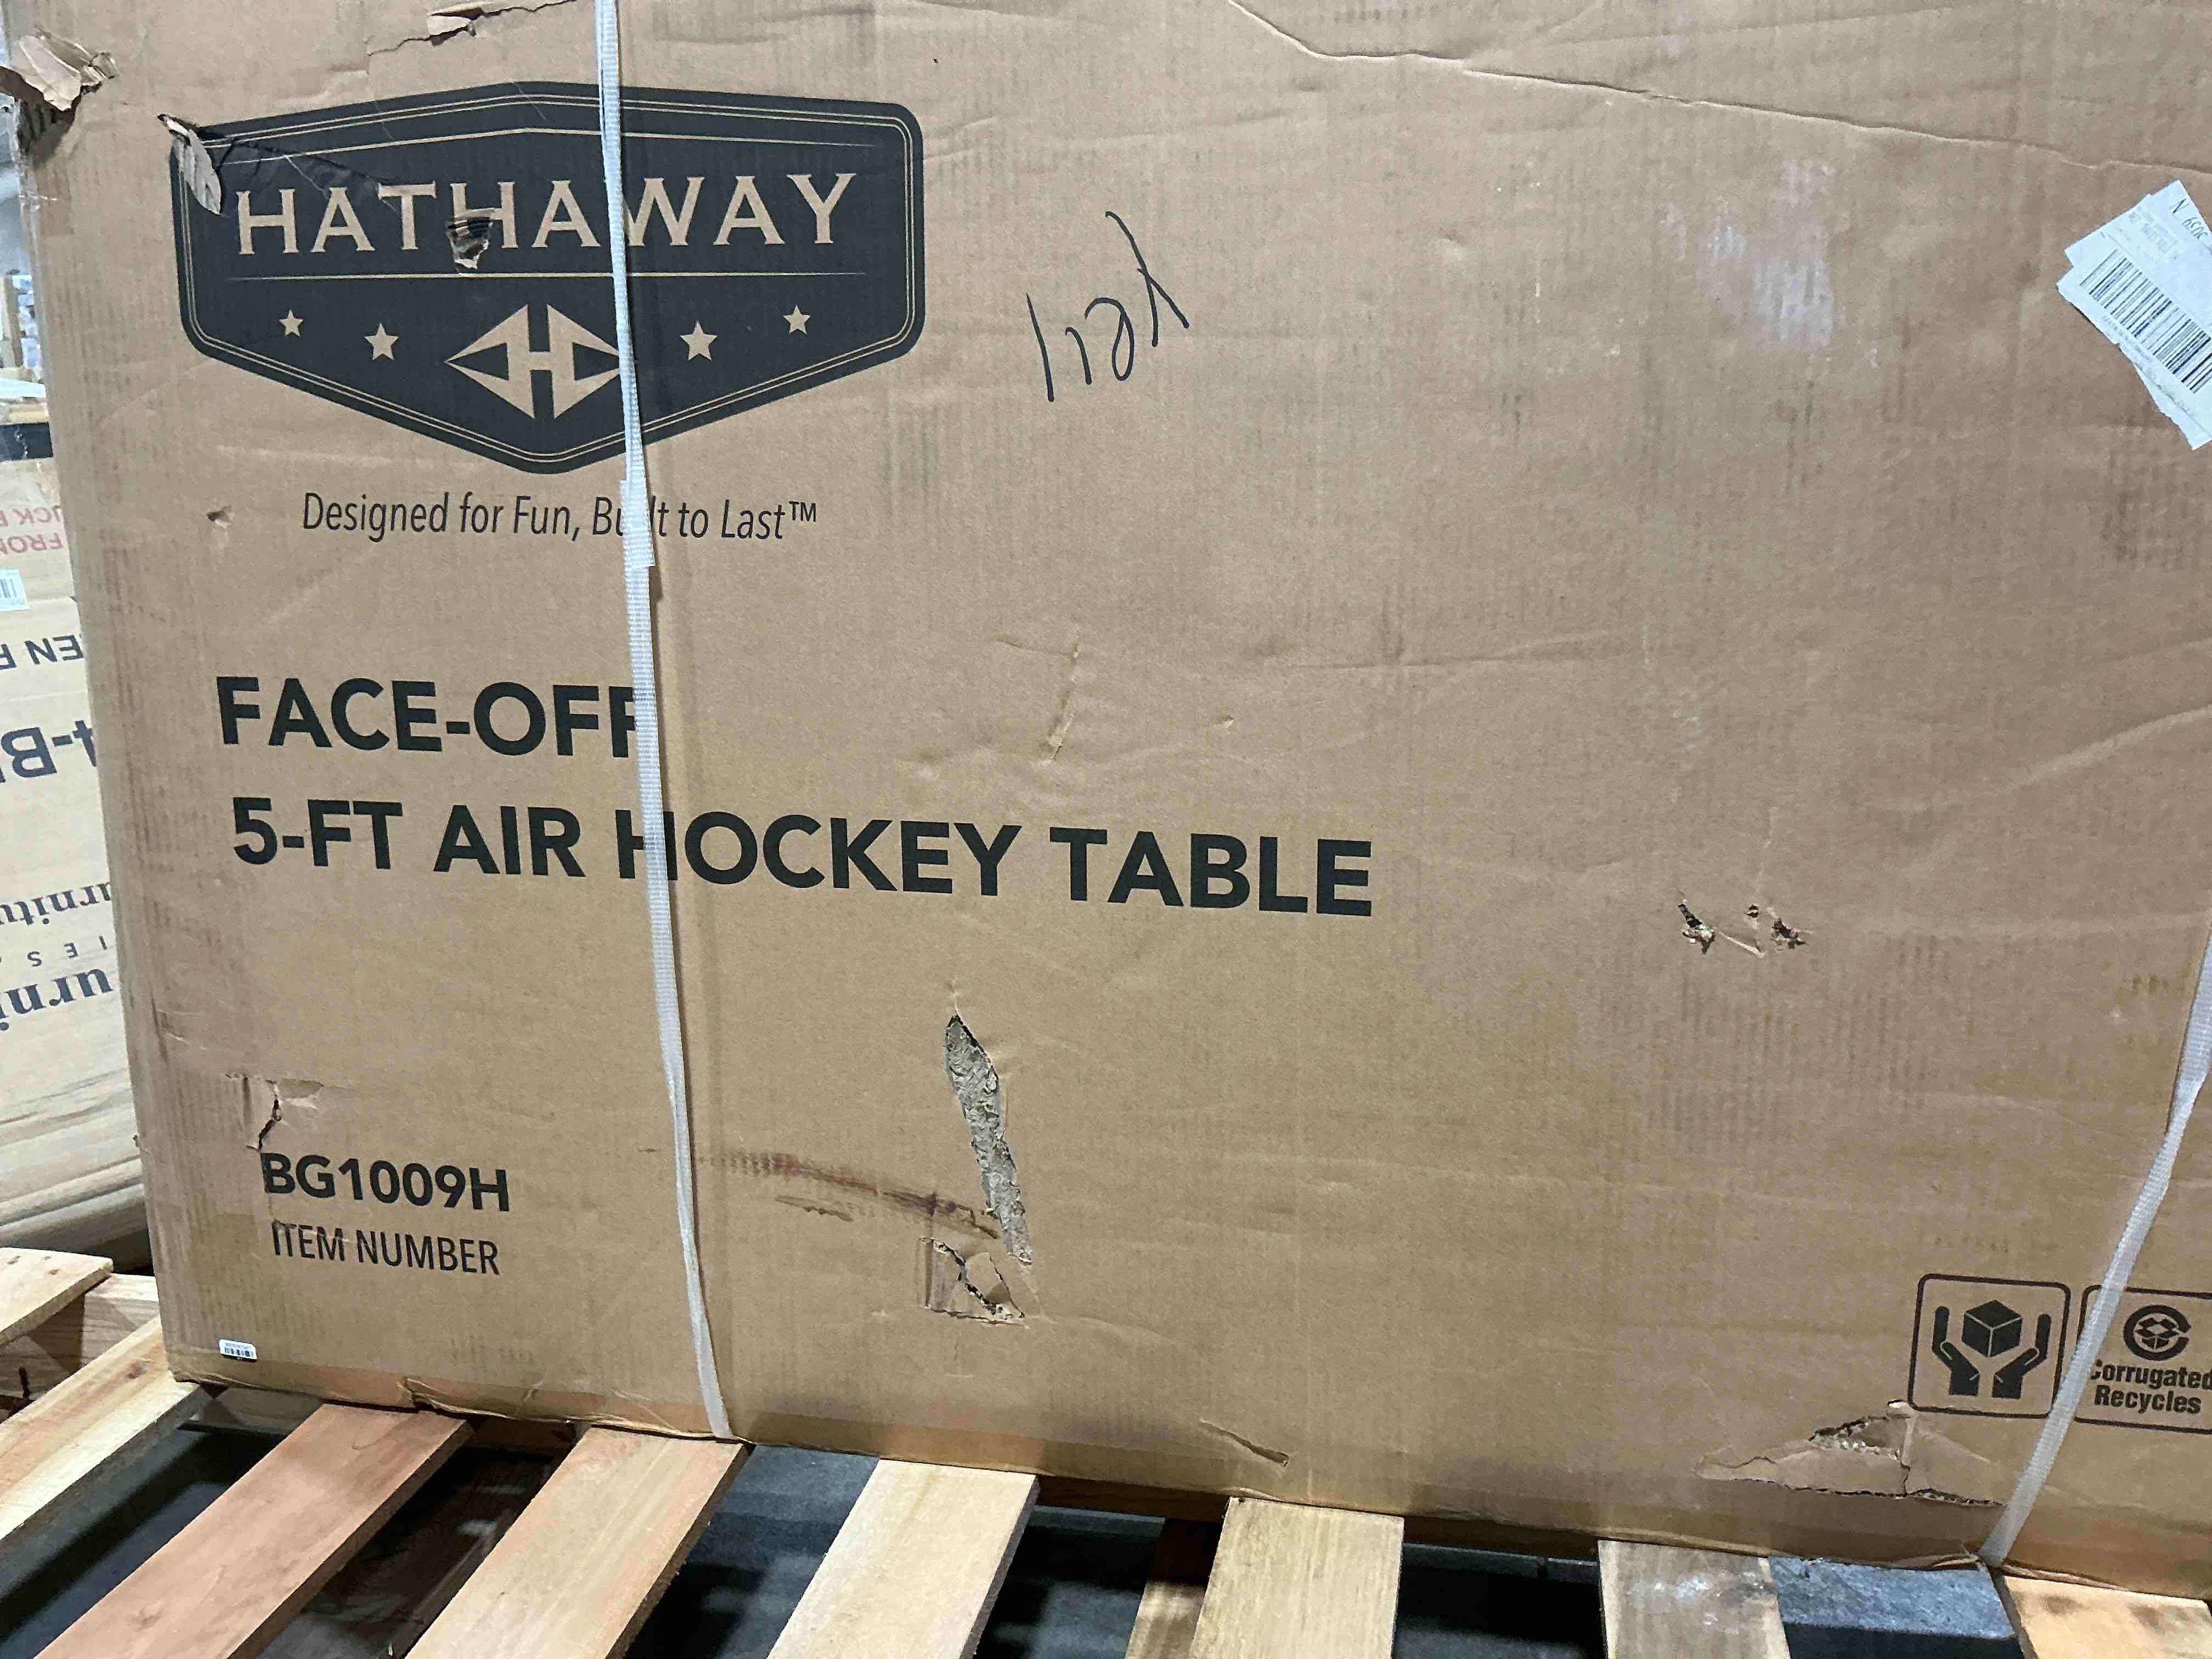 HATHAWAY
Designed for Fun, Built to Last™
FACE-OFF
5-FT AIR HOCKEY TABLE
BG1009H
ITEM NUMBER
Corrugated
Recycles